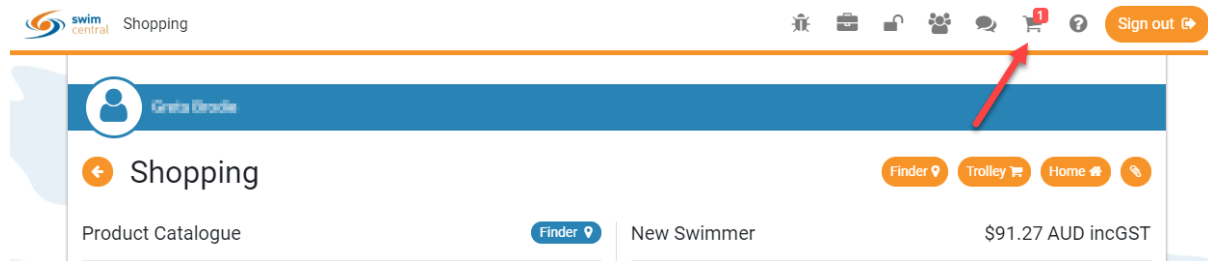 swim
central
Shopping
1
Sign out
Shopping
Finder
Trolley
Home
Product Catalogue
Finder
New Swimmer
$91.27 AUD incGST